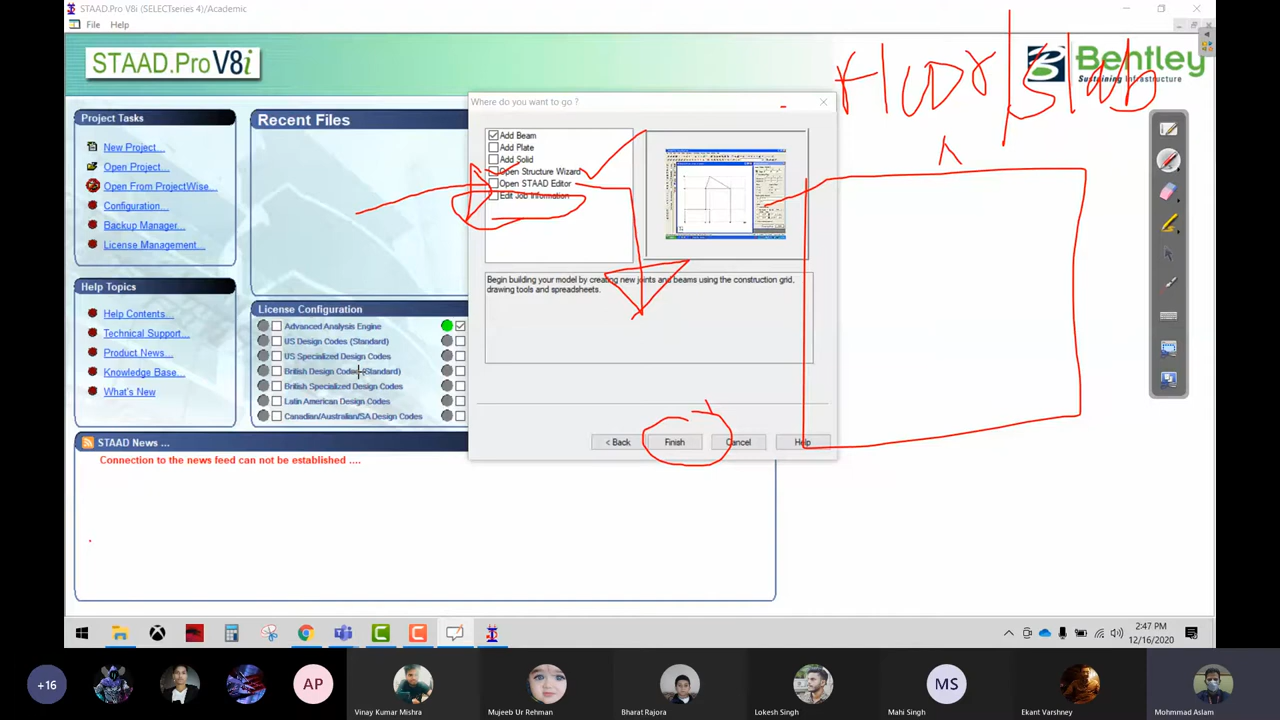 STAAD.Pro V8i (SELECTseries 4)/Academic
File Help
STAAD.Pro V8i
Bentley
Sustaining Infrastructure
Floor/slab
Where do you want to go ?
Project Tasks
New Project...
Open Project...
Open From ProjectWise...
Configuration...
Backup Manager...
License Management...
Recent Files
Add Beam
Add Plate
Add Solid
Open Structure Wizard
Open STAAD Editor
Edit Job Information
Begin building your model by creating new joints and beams using the construction grid,
drawing tools and spreadsheets.
Help Topics
Help Contents...
Technical Support...
Product News...
Knowledge Base...
What's New
License Configuration
Advanced Analysis Engine
US Design Codes (Standard)
US Specialized Design Codes
British Design Codes (Standard)
British Specialized Design Codes
Latin American Design Codes
Canadian/Australian/SA Design Codes
< Back Finish Cancel Help
STAAD News ...
Connection to the news feed can not be established ....
2:47 PM
12/16/2020
+16
AP
MS
Vinay Kumar Mishra
Mujeeb Ur Rehman
Bharat Rajora
Lokesh Singh
Mahi Singh
Ekant Varshney
Mohmmad Aslam